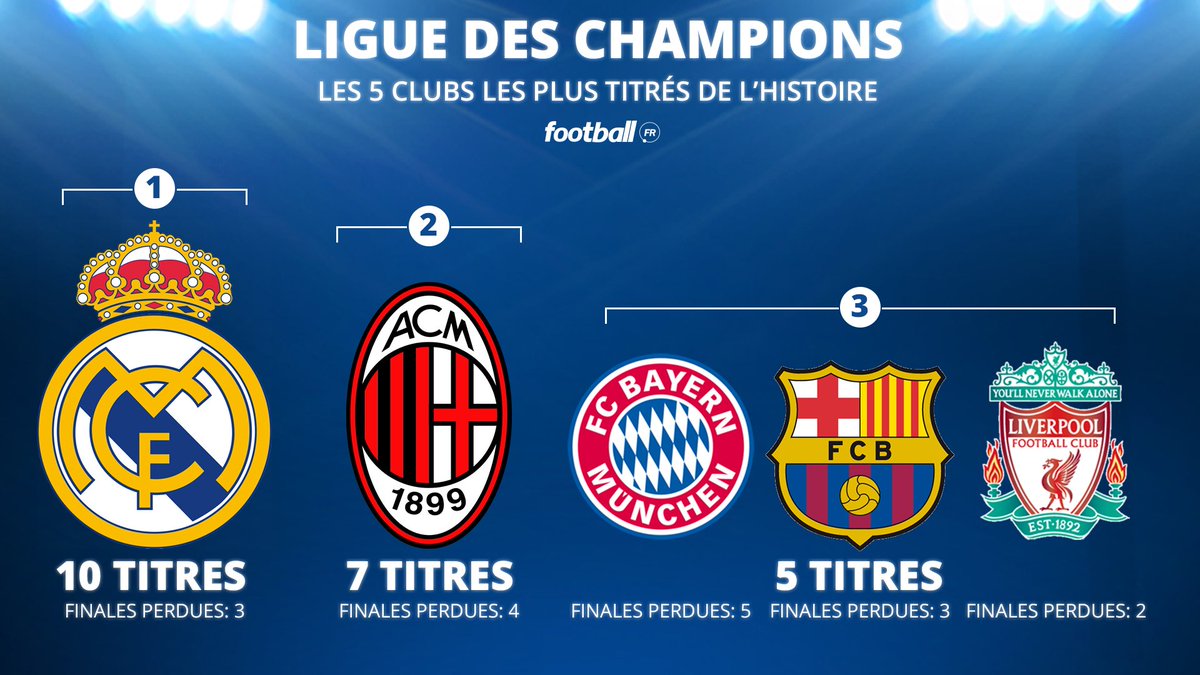 LIGUE DES CHAMPIONS
LES 5 CLUBS LES PLUS TITRÉS DE L’HISTOIRE
football FR
1
2
3
ACM
1899
FC BAYERN
MÜNCHEN
FCB
YOU'LL NEVER WALK ALONE
LIVERPOOL
FOOTBALL CLUB
EST·1892
10 TITRES
7 TITRES
5 TITRES
FINALES PERDUES: 3
FINALES PERDUES: 4
FINALES PERDUES: 5
FINALES PERDUES: 3
FINALES PERDUES: 2